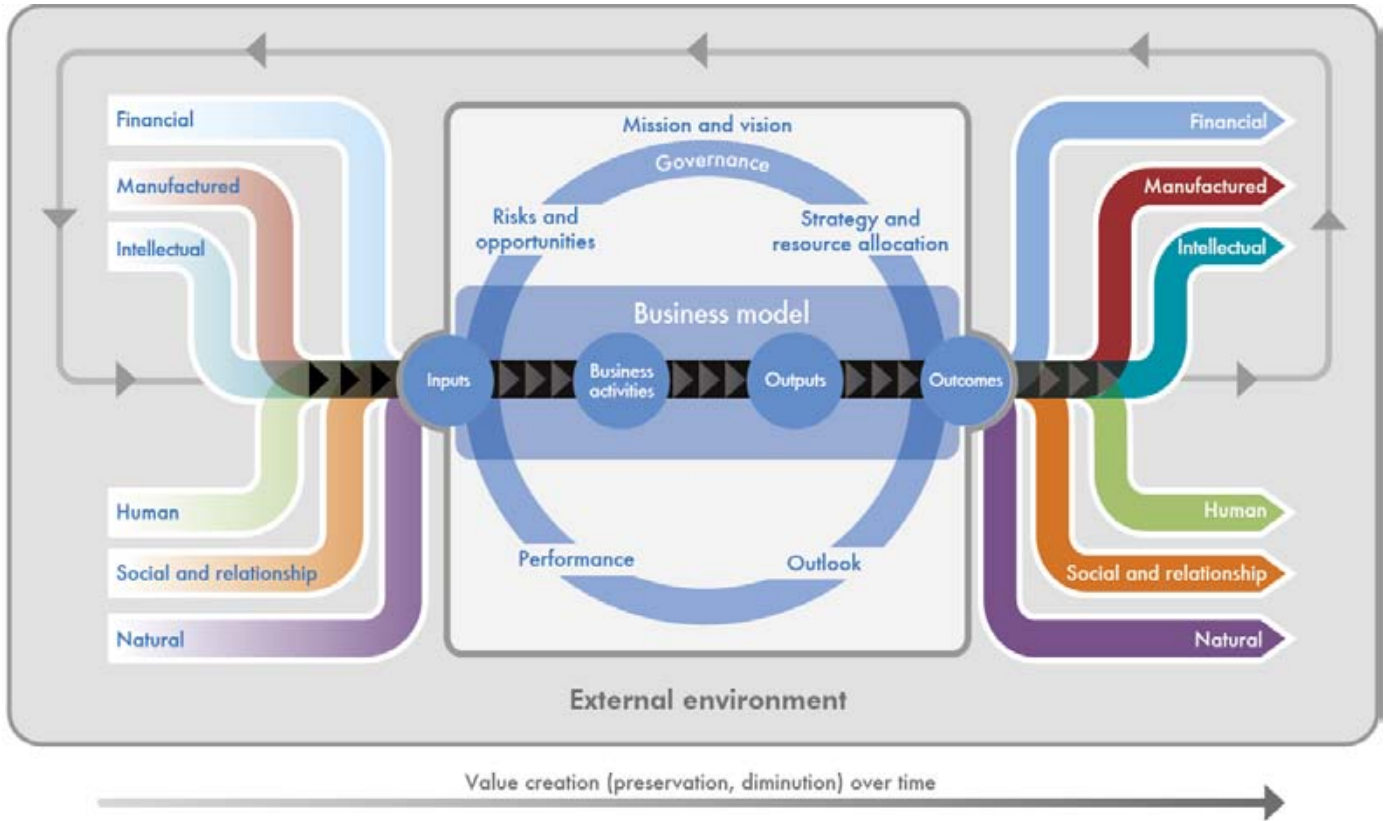 Financial
Manufactured
Intellectual
Human
Social and relationship
Natural
Mission and vision
Governance
Risks and
opportunities
Strategy and
resource allocation
Business model
Inputs
Business
activities
Outputs
Outcomes
Performance
Outlook
Financial
Manufactured
Intellectual
Human
Social and relationship
Natural
External environment
Value creation (preservation, diminution) over time